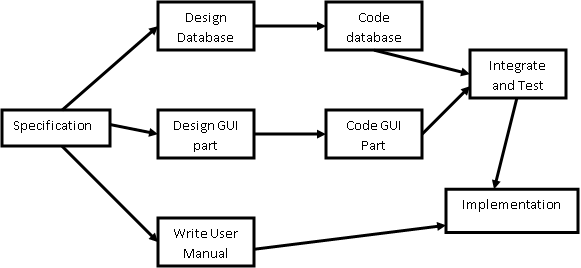 Design
Database
Code
database
Integrate
and Test
Specification
Design GUI
part
Code GUI
Part
Implementation
Write User
Manual